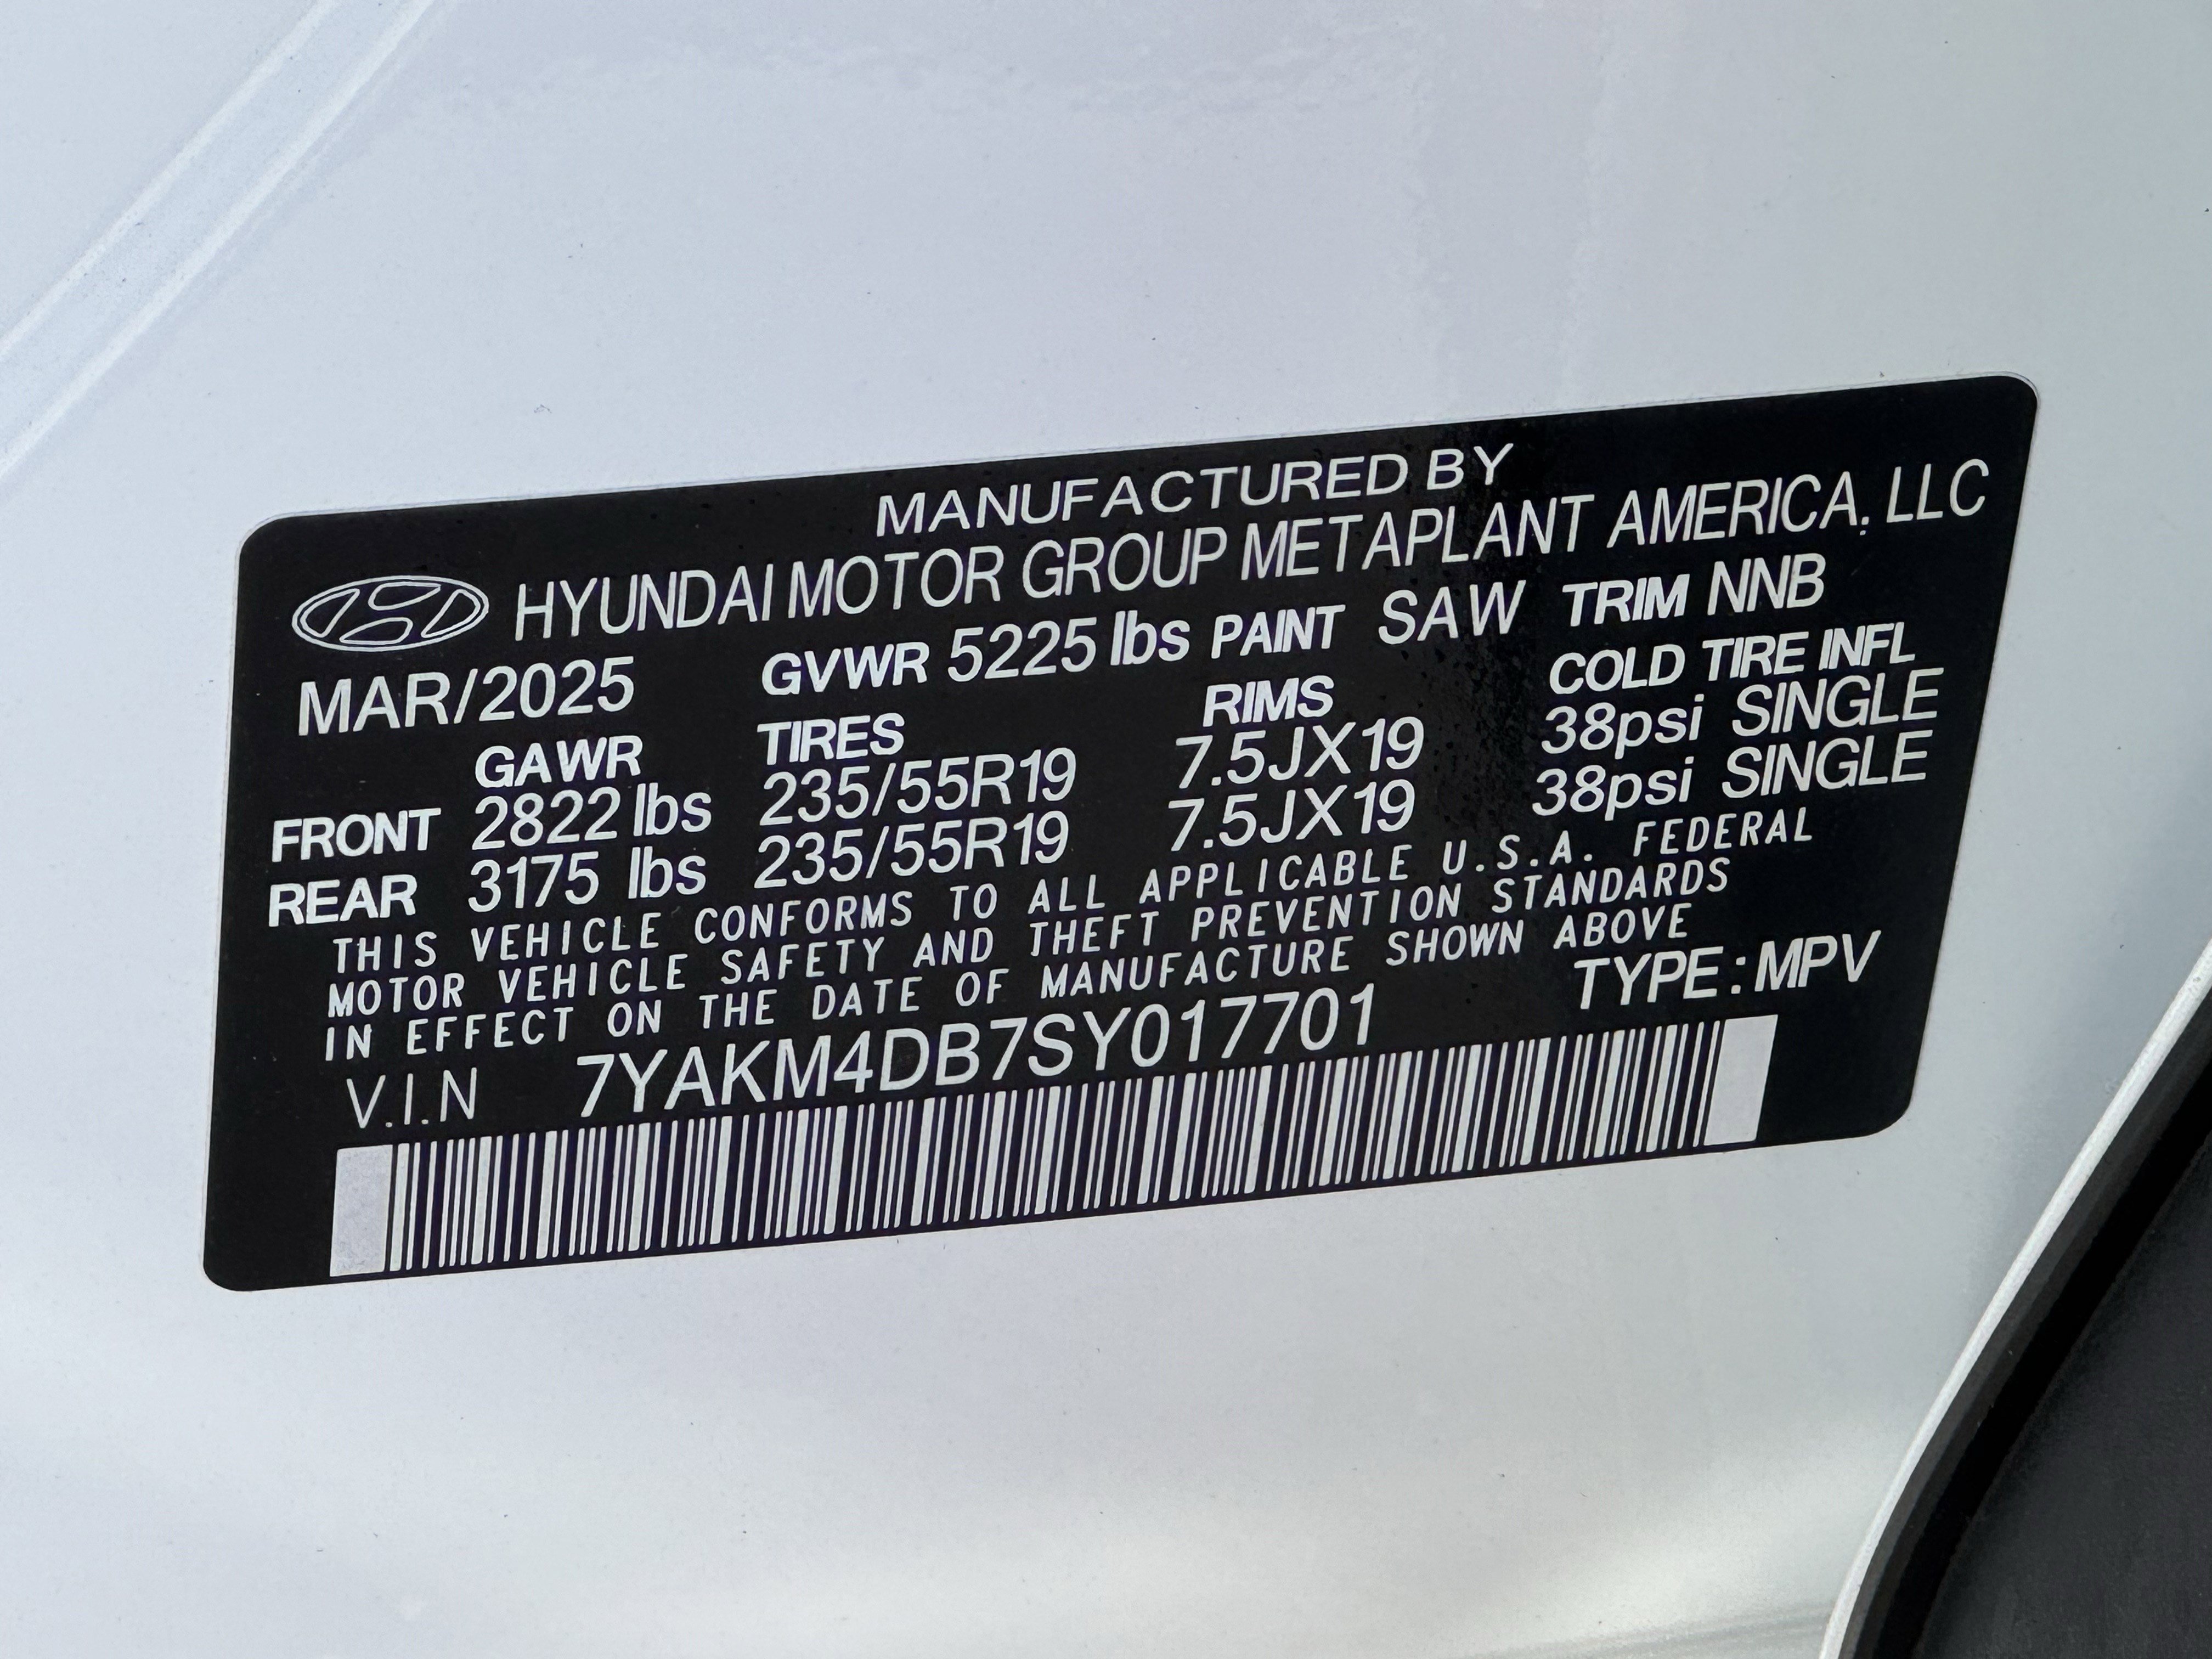 MANUFACTURED BY
HYUNDAI MOTOR GROUP METAPLANT AMERICA, LLC
MAR/2025 GVWR 5225 lbs PAINT SAW TRIM NNB
GAWR TIRES RIMS COLD TIRE INFL
FRONT 2822 lbs 235/55R19 7.5JX19 38psi SINGLE
REAR 3175 lbs 235/55R19 7.5JX19 38psi SINGLE
THIS VEHICLE CONFORMS TO ALL APPLICABLE U.S.A. FEDERAL
MOTOR VEHICLE SAFETY AND THEFT PREVENTION STANDARDS
IN EFFECT ON THE DATE OF MANUFACTURE SHOWN ABOVE
V.I.N 7YAKM4DB7SY017701 TYPE:MPV